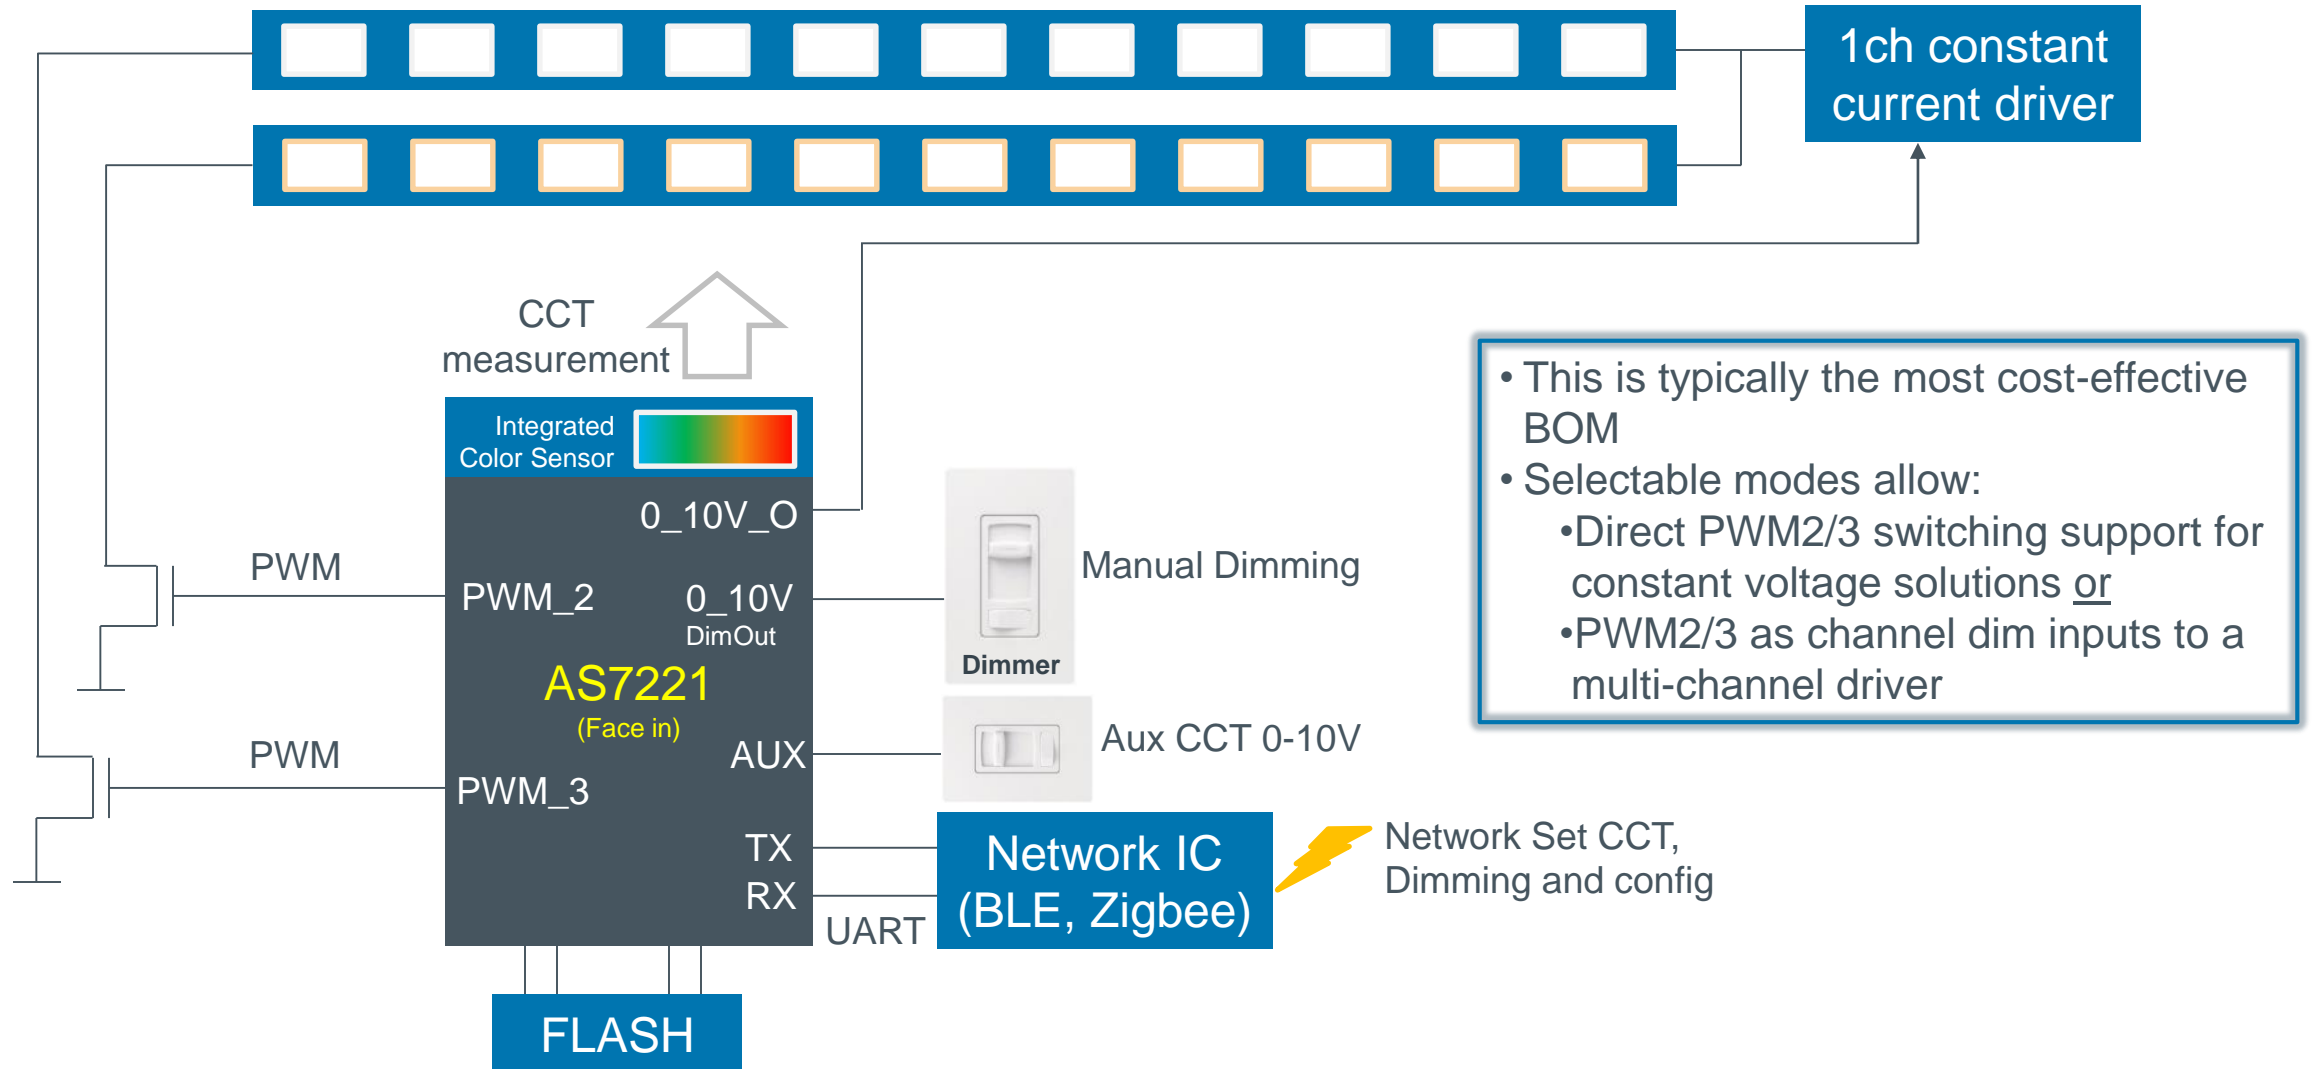 1ch constant
current driver
CCT
measurement
Integrated
Color Sensor
0_10V_O
PWM
PWM_2
0_10V
DimOut
Manual Dimming
Dimmer
AS7221
(Face in)
PWM
PWM_3
AUX
Aux CCT 0-10V
TX
RX
UART
Network IC
(BLE, Zigbee)
Network Set CCT,
Dimming and config
FLASH
• This is typically the most cost-effective
BOM
• Selectable modes allow:
•Direct PWM2/3 switching support for
constant voltage solutions or
•PWM2/3 as channel dim inputs to a
multi-channel driver